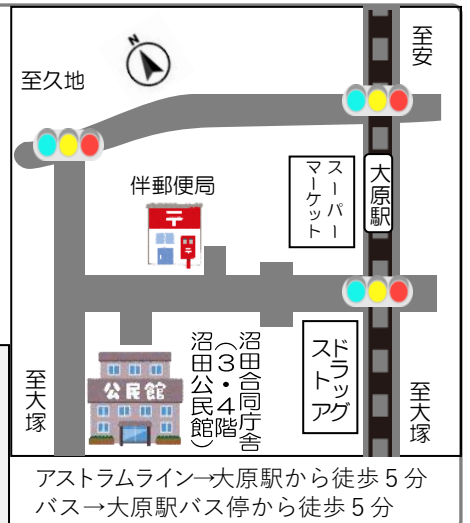 N
至安
至久地
大原駅
スーパー
マーケット
伴郵便局
〒
沼田合同庁舎
（３・４階
沼田公民館）
公民館
ドラッグ
ストア
至大塚
至大塚
アストラムライン→大原駅から徒歩５分
バス→大原駅バス停から徒歩５分